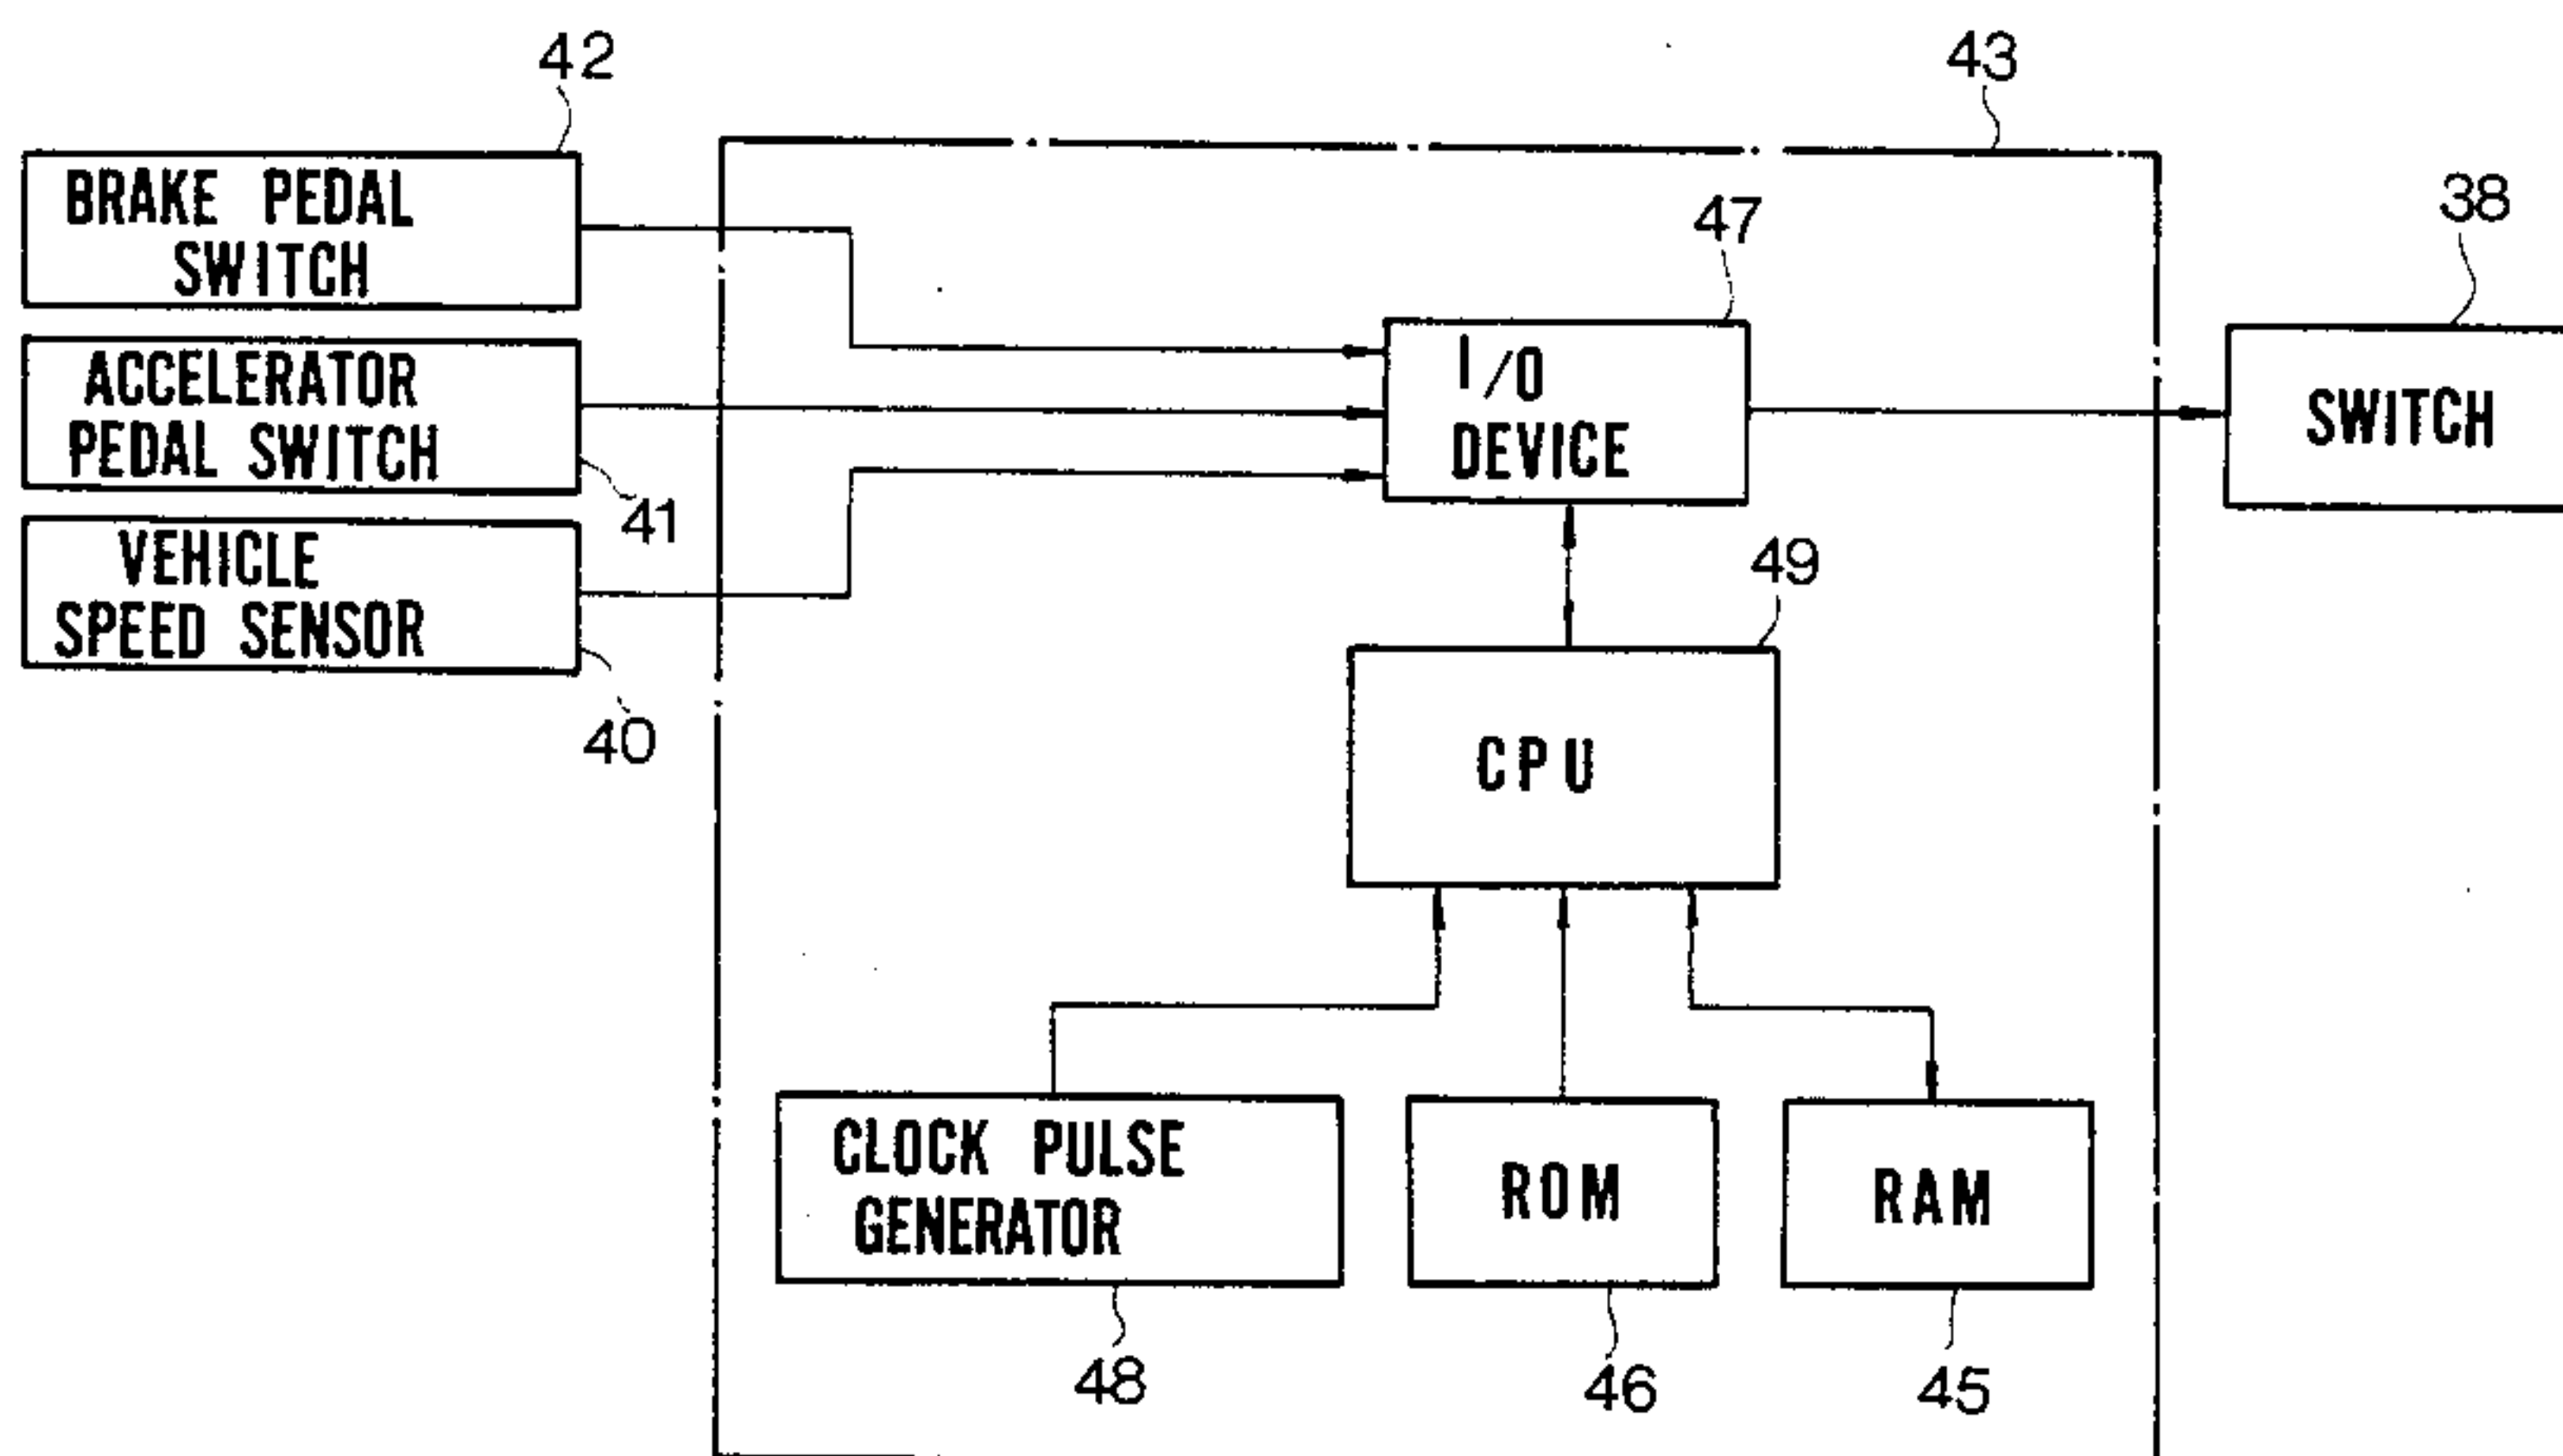 42
43
BRAKE PEDAL
SWITCH
38
47
ACCELERATOR
PEDAL SWITCH
41
I/O
DEVICE
SWITCH
VEHICLE
SPEED SENSOR
40
49
CPU
CLOCK PULSE
GENERATOR
ROM
RAM
48
46
45